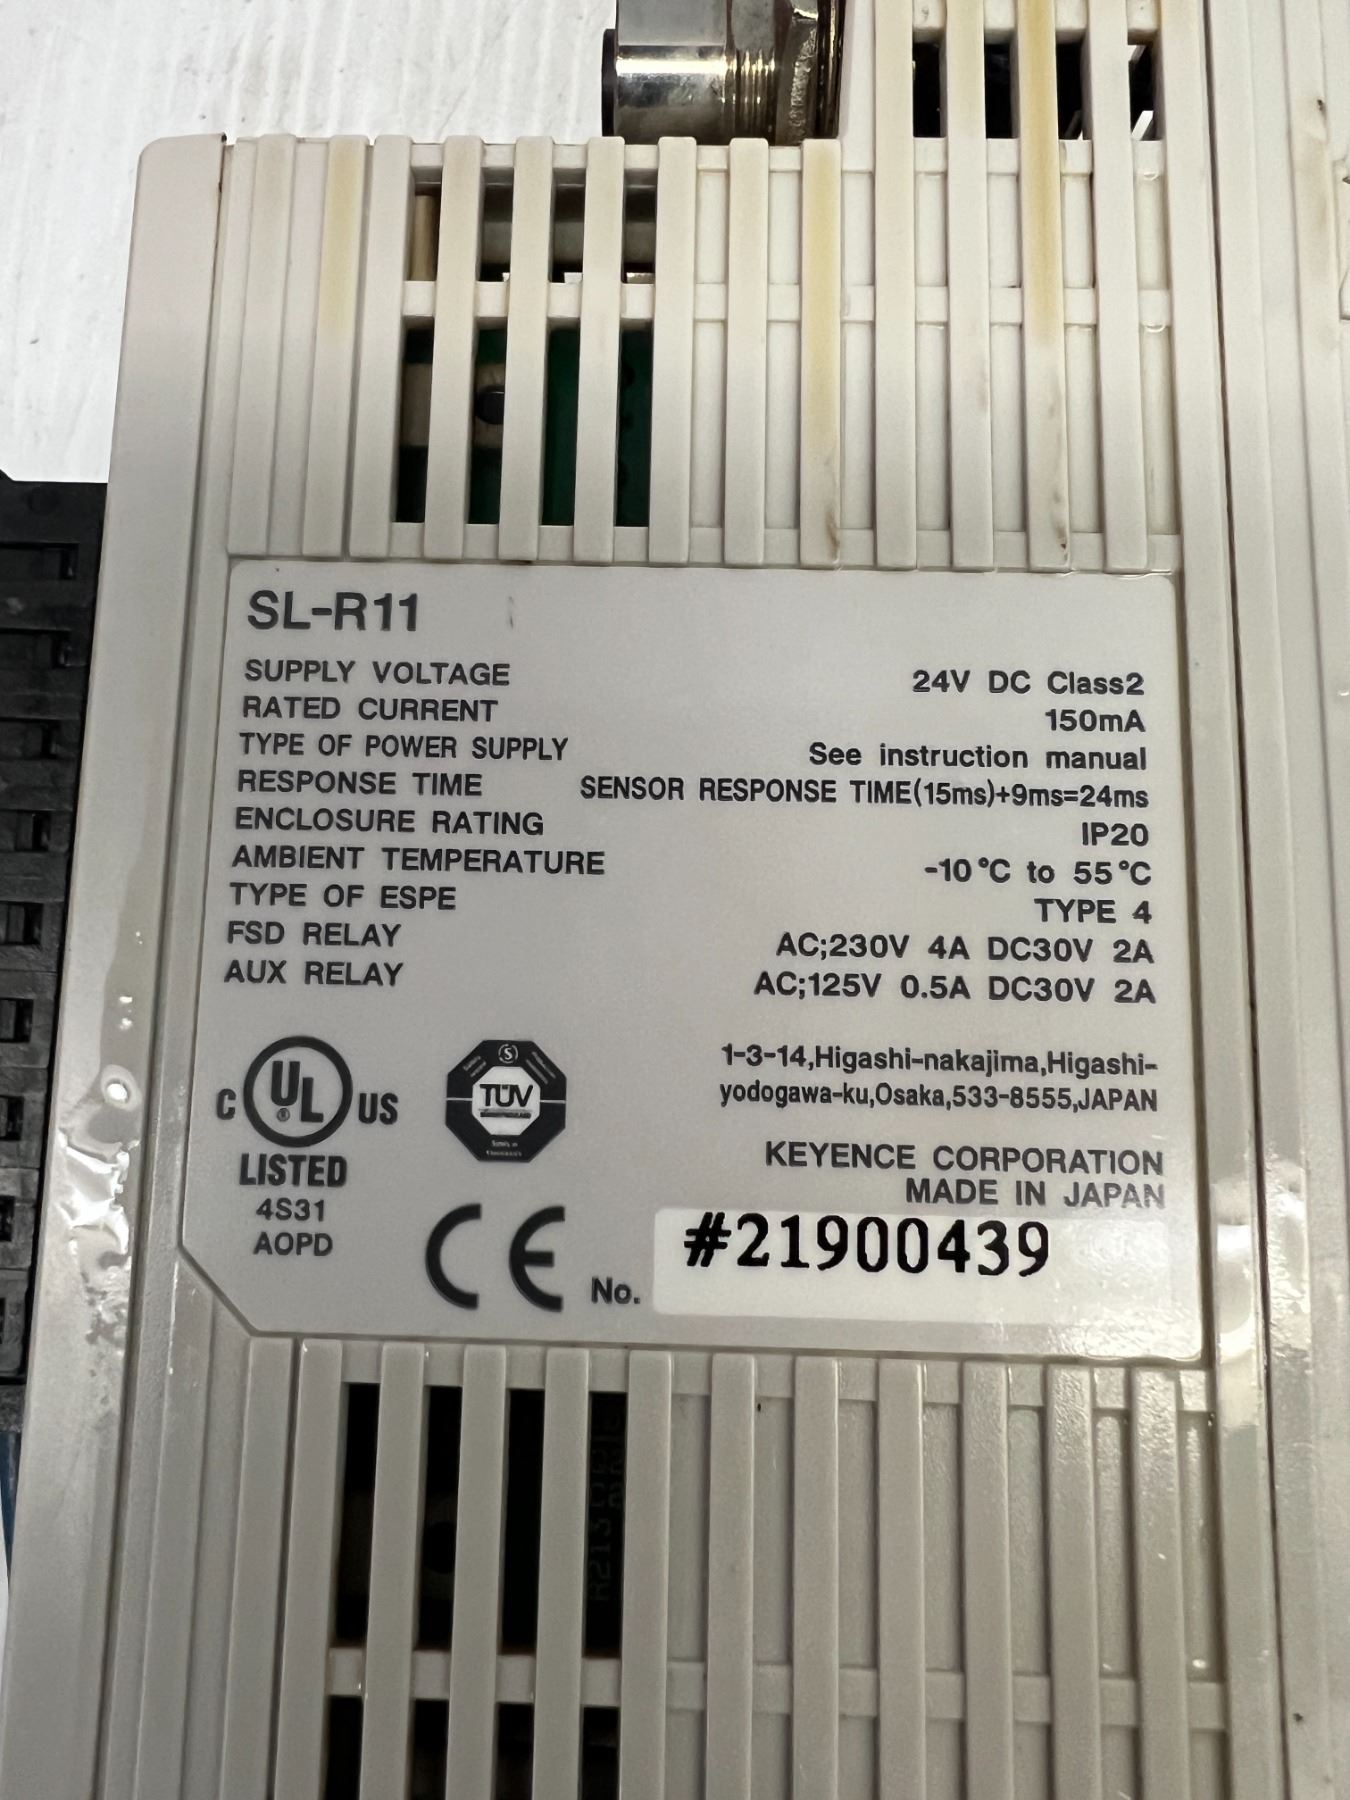 SL-R11
SUPPLY VOLTAGE 24V DC Class2
RATED CURRENT 150mA
TYPE OF POWER SUPPLY See instruction manual
RESPONSE TIME SENSOR RESPONSE TIME(15ms)+9ms=24ms
ENCLOSURE RATING IP20
AMBIENT TEMPERATURE -10°C to 55°C
TYPE OF ESPE TYPE 4
FSD RELAY AC;230V 4A DC30V 2A
AUX RELAY AC;125V 0.5A DC30V 2A
1-3-14,Higashi-nakajima,Higashi-
yodogawa-ku,Osaka,533-8555,JAPAN
C UL ® US
LISTED
4S31
AOPD
S
TÜV
KEYENCE CORPORATION
MADE IN JAPAN
CE No. #21900439